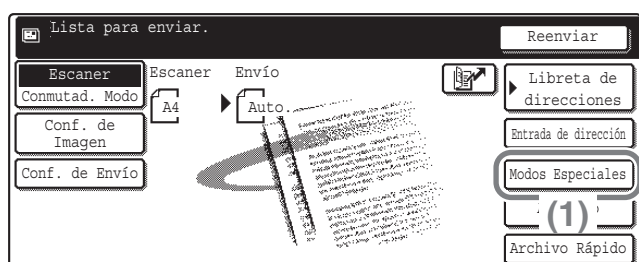 Lista para enviar.
Reenviar
Escaner
Conmutad. Modo
Escaner
Envío
A4
Auto.
Conf. de
Imagen
Conf. de Envío
Libreta de
direcciones
Entrada de dirección
Modos Especiales
(1)
Archivo Rápido